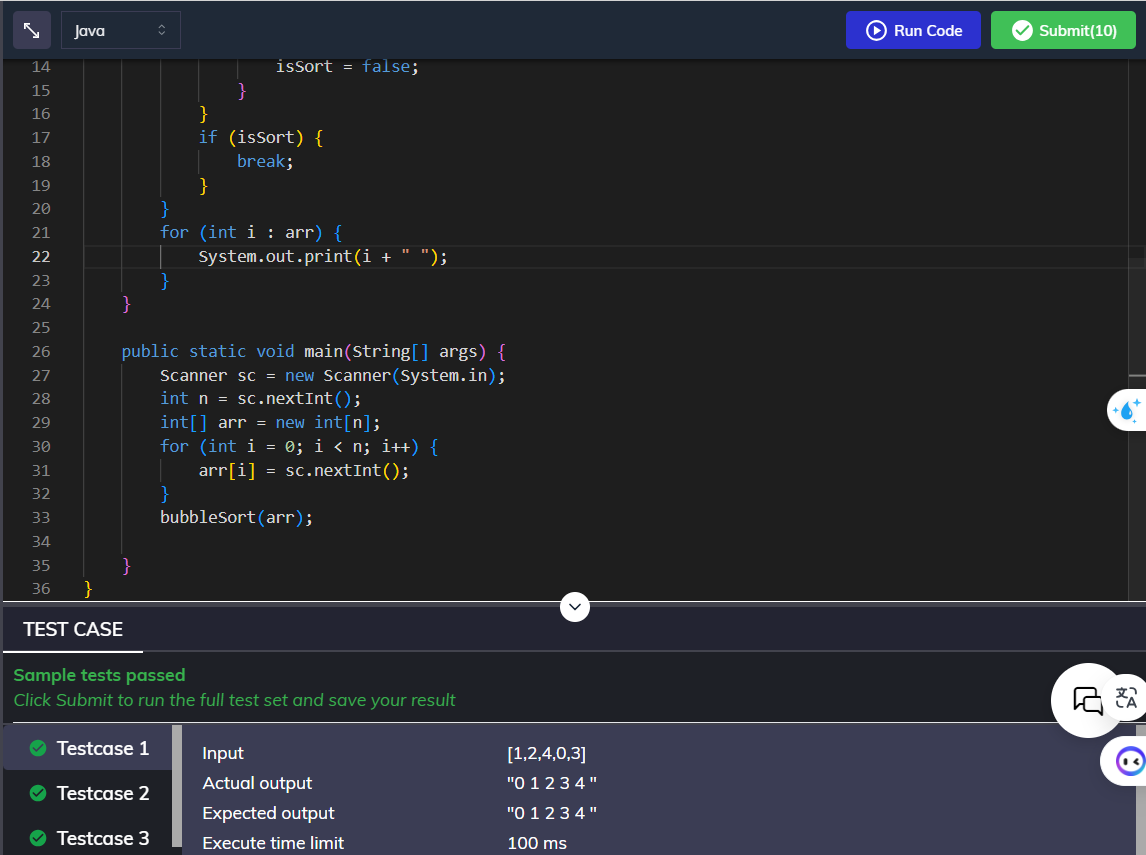 Java
Run Code
Submit(10)
14 isSort = false;
15 }
16 }
17 if (isSort) {
18 break;
19 }
20 }
21 for (int i : arr) {
22 System.out.print(i + " ");
23 }
24 }
25
26 public static void main(String[] args) {
27 Scanner sc = new Scanner(System.in);
28 int n = sc.nextInt();
29 int[] arr = new int[n];
30 for (int i = 0; i < n; i++) {
31 arr[i] = sc.nextInt();
32 }
33 bubbleSort(arr);
34
35 }
36 }
TEST CASE
Sample tests passed
Click Submit to run the full test set and save your result
Testcase 1
Testcase 2
Testcase 3
Input [1,2,4,0,3]
Actual output "0 1 2 3 4 "
Expected output "0 1 2 3 4 "
Execute time limit 100 ms
文A